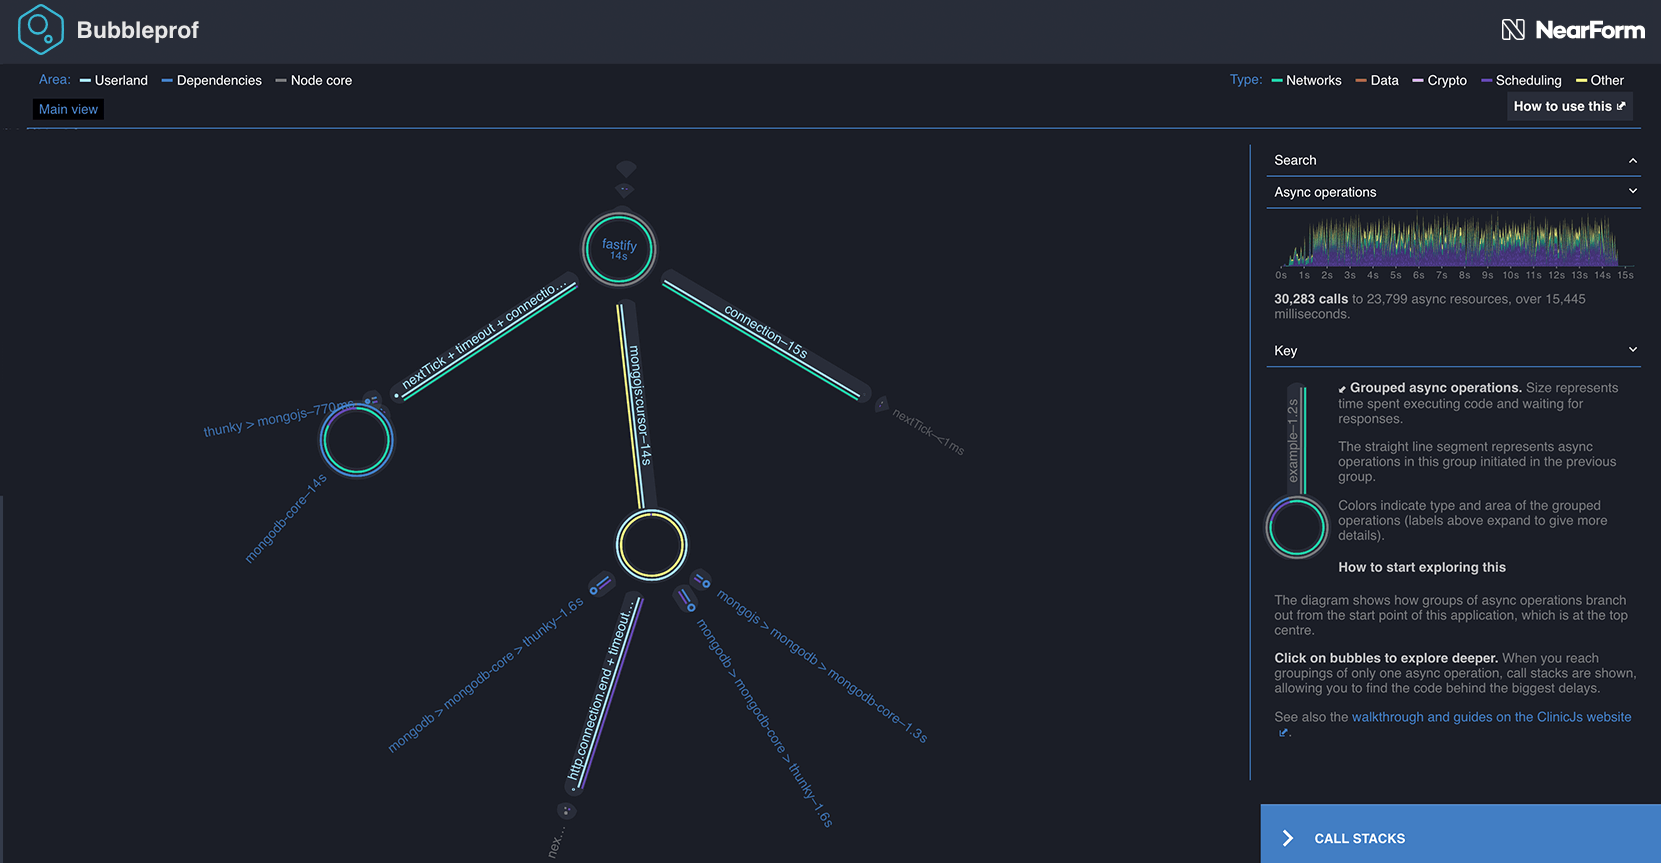 Bubbleprof
NearForm
Area: Userland Dependencies Node core
Type: Networks Data Crypto Scheduling Other
Main view
How to use this
fastify
14s
nextTick + timeout + connectio...
connection–15s
mongojs:cursor–14s
nextTick–<1ms
thunky > mongojs–770ms
mongodb-core–14s
mongodb > mongodb-core > thunky–1.6s
http.connection.end + timeout...
mongodb > mongodb-core > thunky–1.6s
mongojs > mongodb > mongodb-core–1.3s
nex...
Search
Async operations
0s 1s 2s 3s 4s 5s 6s 7s 8s 9s 10s 11s 12s 13s 14s 15s
30,283 calls to 23,799 async resources, over 15,445
milliseconds.
Key
example–1.2s
Grouped async operations. Size represents
time spent executing code and waiting for
responses.
The straight line segment represents async
operations in this group initiated in the previous
group.
Colors indicate type and area of the grouped
operations (labels above expand to give more
details).
How to start exploring this
The diagram shows how groups of async operations branch
out from the start point of this application, which is at the top
centre.
Click on bubbles to explore deeper. When you reach
groupings of only one async operation, call stacks are shown,
allowing you to find the code behind the biggest delays.
See also the walkthrough and guides on the ClinicJs website
.
CALL STACKS